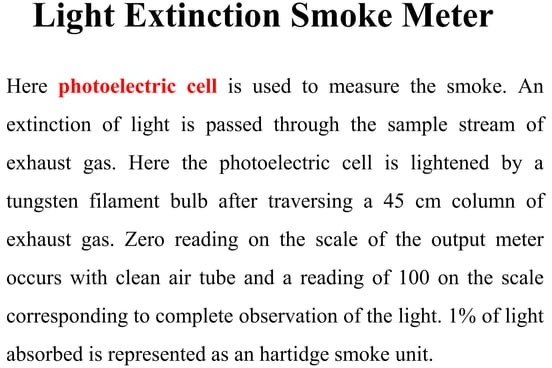 Light Extinction Smoke Meter
Here photoelectric cell is used to measure the smoke. An
extinction of light is passed through the sample stream of
exhaust gas. Here the photoelectric cell is lightened by a
tungsten filament bulb after traversing a 45 cm column of
exhaust gas. Zero reading on the scale of the output meter
occurs with clean air tube and a reading of 100 on the scale
corresponding to complete observation of the light. 1% of light
absorbed is represented as an hartidge smoke unit.